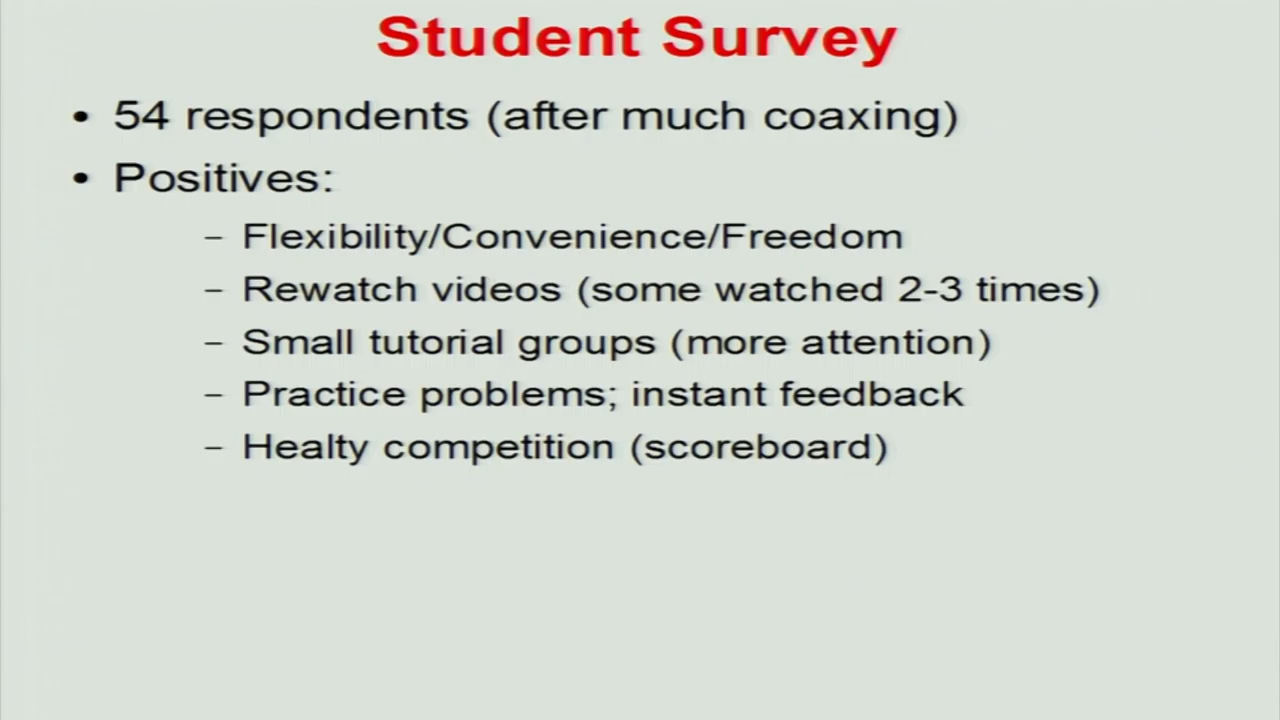 Student Survey
• 54 respondents (after much coaxing)
• Positives:
– Flexibility/Convenience/Freedom
– Rewatch videos (some watched 2-3 times)
– Small tutorial groups (more attention)
– Practice problems; instant feedback
– Healty competition (scoreboard)